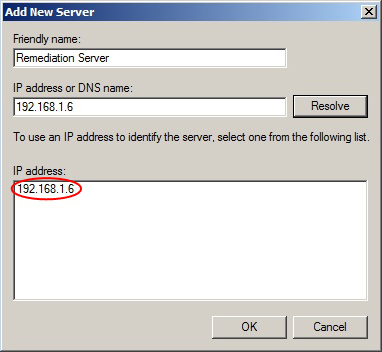 Add New Server
Friendly name:
Remediation Server
IP address or DNS name:
192.168.1.6
Resolve
To use an IP address to identify the server, select one from the following list.
IP address:
192.168.1.6
OK
Cancel